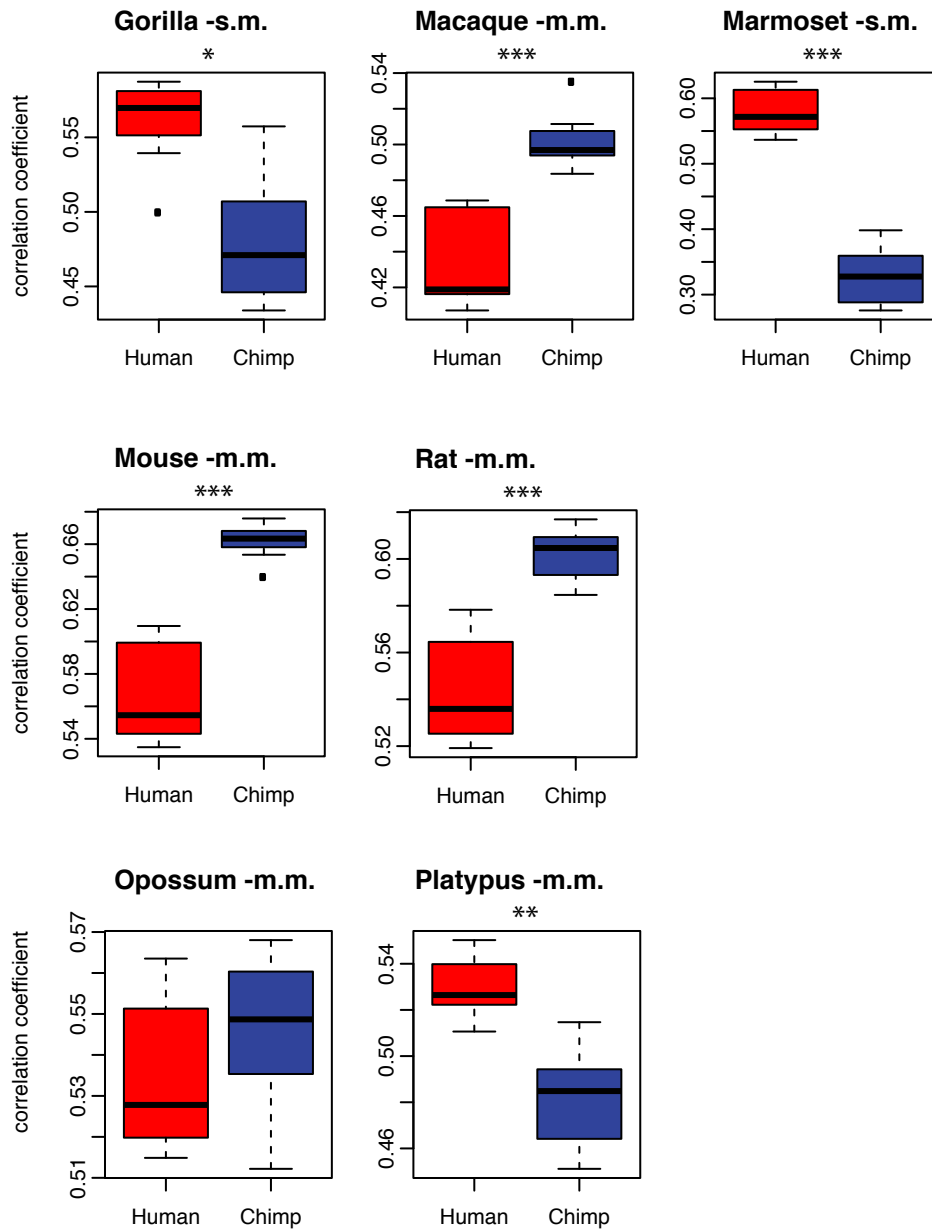 Gorilla -s.m.
Macaque -m.m.
Marmoset -s.m.
*
***
***
correlation coefficient
0.45 0.50 0.55
0.42 0.46 0.50 0.54
0.30 0.40 0.50 0.60
Human Chimp
Human Chimp
Human Chimp
Mouse -m.m.
Rat -m.m.
***
***
correlation coefficient
0.54 0.58 0.62 0.66
0.52 0.56 0.60
Human Chimp
Human Chimp
Opossum -m.m.
Platypus -m.m.
**
correlation coefficient
0.51 0.53 0.55 0.57
0.46 0.50 0.54
Human Chimp
Human Chimp